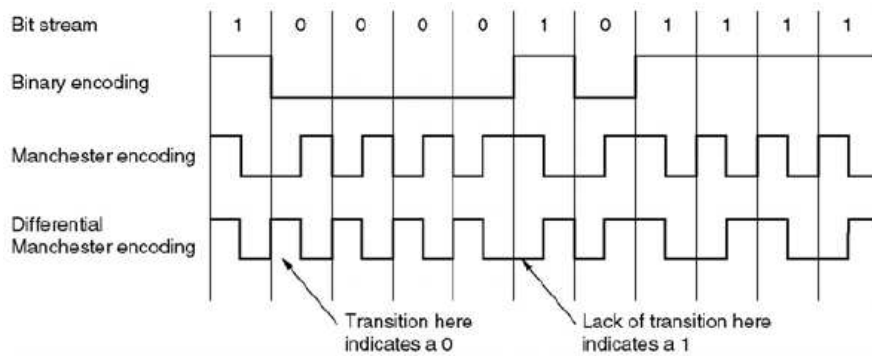 Bit stream 1 0 0 0 0 1 0 1 1 1 1
Binary encoding
Manchester encoding
Differential
Manchester encoding
Transition here
indicates a 0
Lack of transition here
indicates a 1